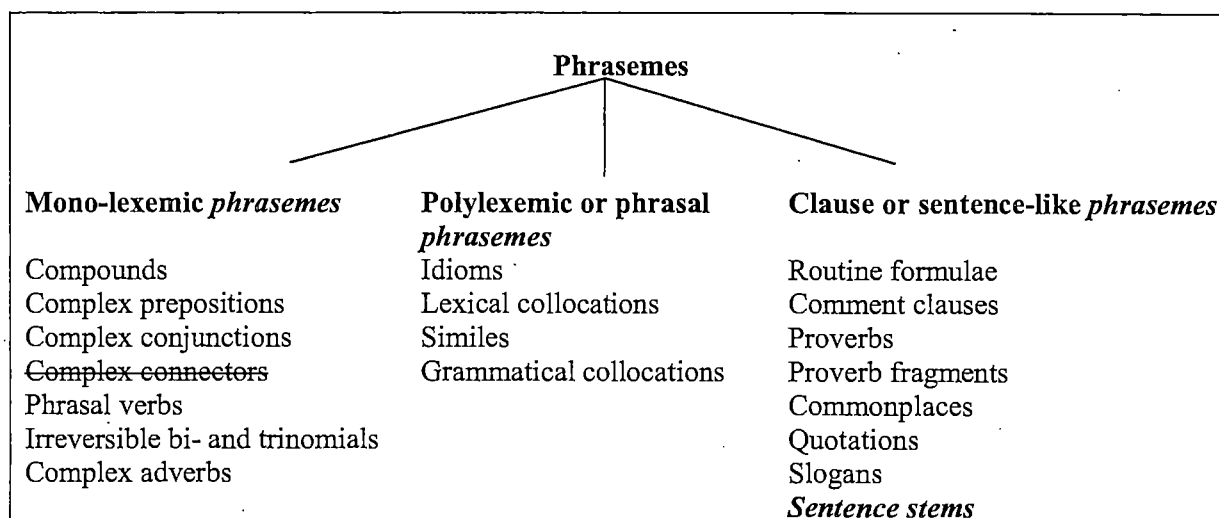 Phrasemes
Mono-lexemic phrasemes
Compounds
Complex prepositions
Complex conjunctions
Complex connectors
Phrasal verbs
Irreversible bi- and trinomials
Complex adverbs
Polylexemic or phrasal
phrasemes
Idioms
Lexical collocations
Similes
Grammatical collocations
Clause or sentence-like phrasemes
Routine formulae
Comment clauses
Proverbs
Proverb fragments
Commonplaces
Quotations
Slogans
Sentence stems